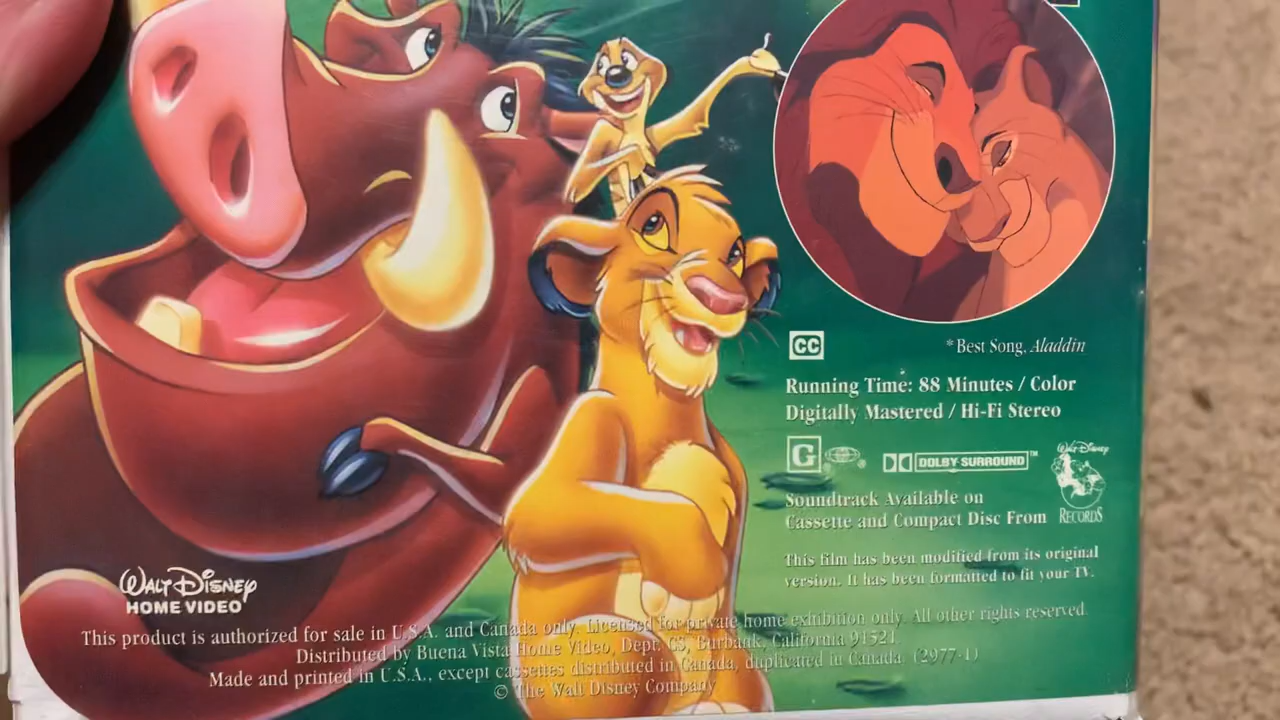 CC
*Best Song, Aladdin
Running Time: 88 Minutes / Color
Digitally Mastered / Hi-Fi Stereo
G
DOLBY SURROUND™
Walt Disney
RECORDS
Soundtrack Available on
Cassette and Compact Disc From
This film has been modified from its original
version. It has been formatted to fit your TV.
WALT DISNEY
HOME VIDEO
This product is authorized for sale in U.S.A. and Canada only. Licensed for private home exhibition only. All other rights reserved.
Distributed by Buena Vista Home Video, Dept. CS, Burbank, California 91521.
Made and printed in U.S.A., except cassettes distributed in Canada, duplicated in Canada. (2977-1)
© The Walt Disney Company